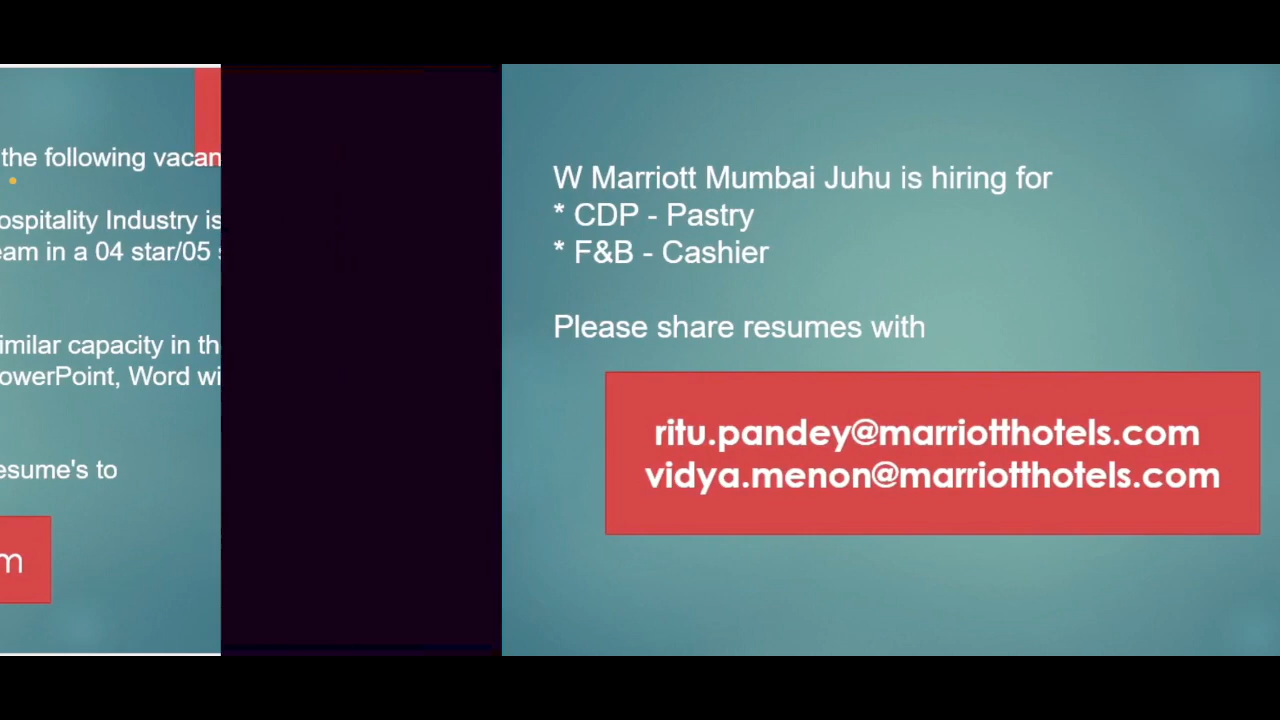 the following vacan
ospitality Industry is
eam in a 04 star/05
imilar capacity in th
owerPoint, Word wi
esume's to
m
W Marriott Mumbai Juhu is hiring for
* CDP - Pastry
* F&B - Cashier
Please share resumes with
ritu.pandey@marriotthotels.com
vidya.menon@marriotthotels.com